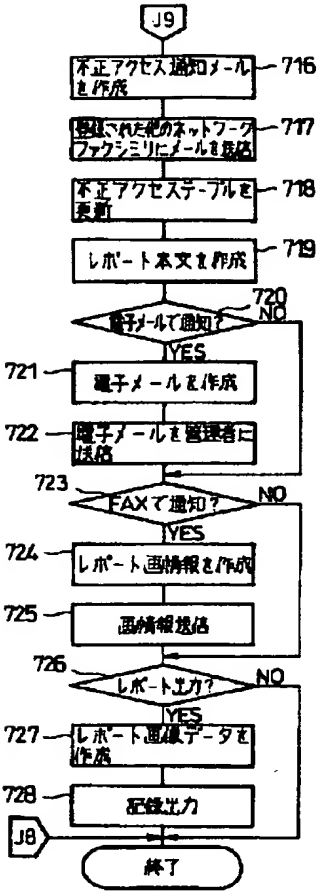 J9
不正アクセス通知メール
を作成
716
登録された他のネットワーク
ファクシミリにメールを送信
717
不正アクセステーブルを
更新
718
レポート本文を作成
719
電子メールで通知?
720
NO
YES
721
電子メールを作成
722
電子メールを管理者に
送信
723
FAXで通知?
NO
YES
724
レポート画情報を作成
725
画情報送信
726
レポート出力?
NO
YES
727
レポート画像データを
作成
728
記録出力
J8
終了